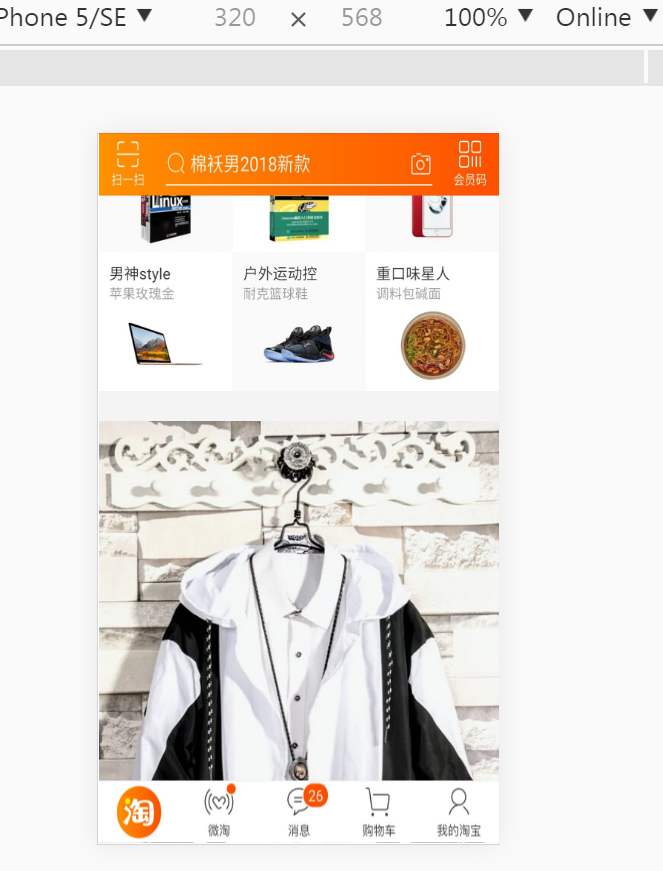 Phone 5/SE ▼ 320 × 568 100% ▼ Online ▼
棉袄男2018新款
扫一扫 会员码
Linux
男神style 户外运动控 重口味星人
苹果玫瑰金 耐克篮球鞋 调料包碱面
26
淘
微淘 消息 购物车 我的淘宝